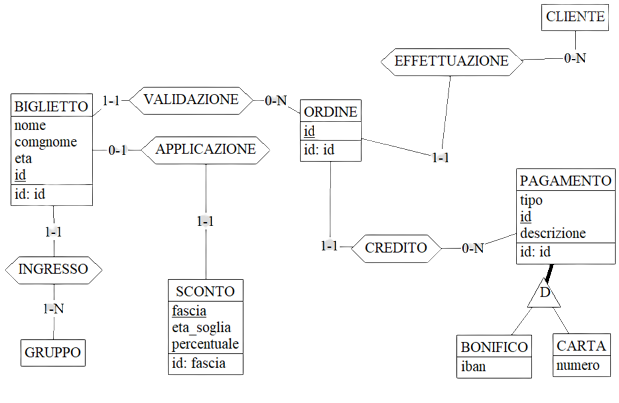 CLIENTE
EFFETTUAZIONE
0-N
BIGLIETTO
nome
comgnome
eta
id
id: id
1-1
VALIDAZIONE
0-N
ORDINE
id
id: id
0-1
APPLICAZIONE
1-1
1-1
PAGAMENTO
tipo
id
descrizione
id: id
1-1
1-1
CREDITO
0-N
INGRESSO
SCONTO
fascia
eta_soglia
percentuale
id: fascia
D
1-N
GRUPPO
BONIFICO
iban
CARTA
numero